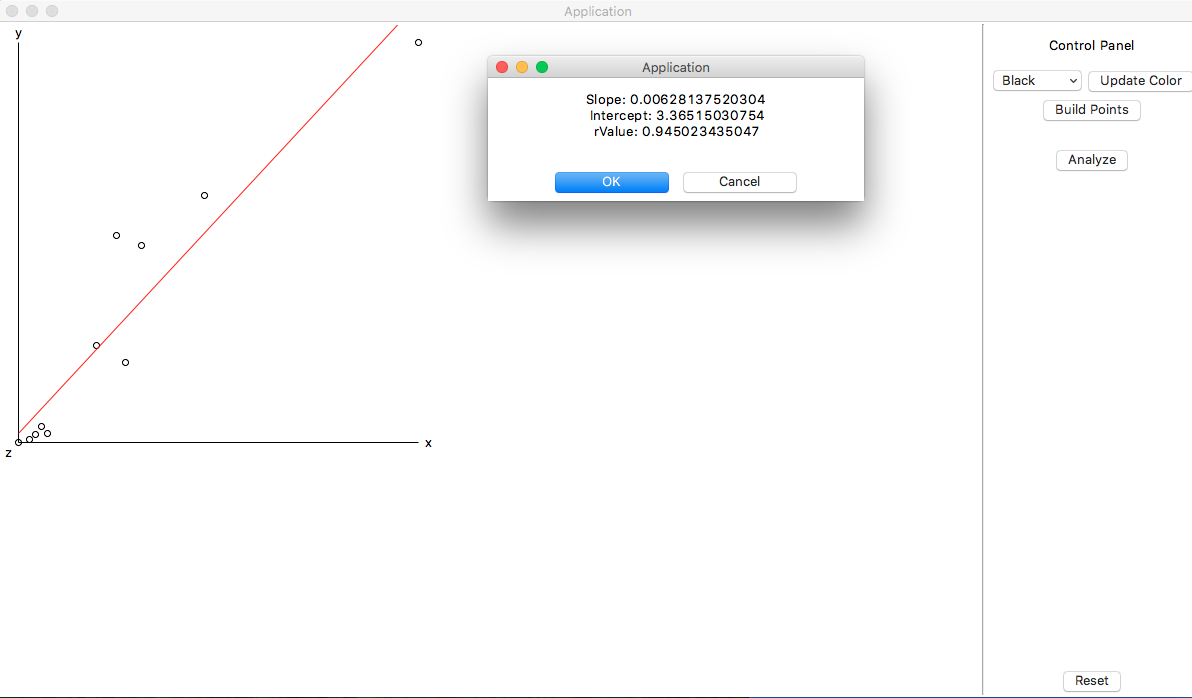 Application
y
x
z
Application
Slope: 0.00628137520304
Intercept: 3.36515030754
rValue: 0.945023435047
OK Cancel
Control Panel
Black Update Color
Build Points
Analyze
Reset